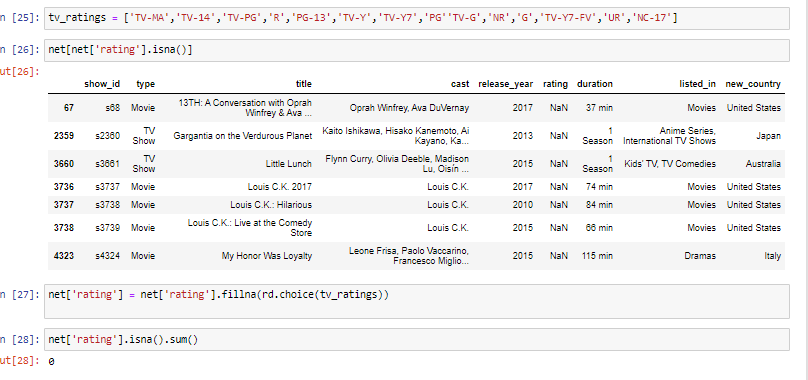 n [25]: tv_ratings = ['TV-MA','TV-14','TV-PG','R','PG-13','TV-Y','TV-Y7','PG''TV-G','NR','G','TV-Y7-FV','UR','NC-17']
n [26]: net[net['rating'].isna()]
ut[26]:
show_id type title cast release_year rating duration listed_in new_country
67 s68 Movie 13TH: A Conversation with Oprah Winfrey & Ava ... Oprah Winfrey, Ava DuVernay 2017 NaN 37 min Movies United States
2359 s2360 TV Show Gargantia on the Verdurous Planet Kaito Ishikawa, Hisako Kanemoto, Ai Kayano, Ka... 2013 NaN 1 Season Anime Series, International TV Shows Japan
3660 s3661 TV Show Little Lunch Flynn Curry, Olivia Deeble, Madison Lu, Oisín ... 2015 NaN 1 Season Kids' TV, TV Comedies Australia
3736 s3737 Movie Louis C.K. 2017 Louis C.K. 2017 NaN 74 min Movies United States
3737 s3738 Movie Louis C.K.: Hilarious Louis C.K. 2010 NaN 84 min Movies United States
3738 s3739 Movie Louis C.K.: Live at the Comedy Store Louis C.K. 2015 NaN 66 min Movies United States
4323 s4324 Movie My Honor Was Loyalty Leone Frisa, Paolo Vaccarino, Francesco Miglio... 2015 NaN 115 min Dramas Italy
n [27]: net['rating'] = net['rating'].fillna(rd.choice(tv_ratings))
n [28]: net['rating'].isna().sum()
ut[28]: 0